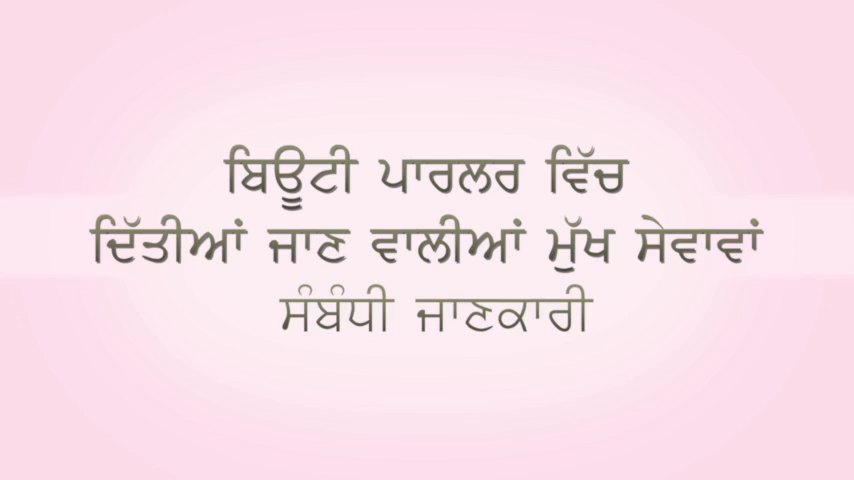 ਬਿਊਟੀ ਪਾਰਲਰ ਵਿੱਚ
ਦਿੱਤੀਆਂ ਜਾਣ ਵਾਲੀਆਂ ਮੁੱਖ ਸੇਵਾਵਾਂ
ਸੰਬੰਧੀ ਜਾਣਕਾਰੀ